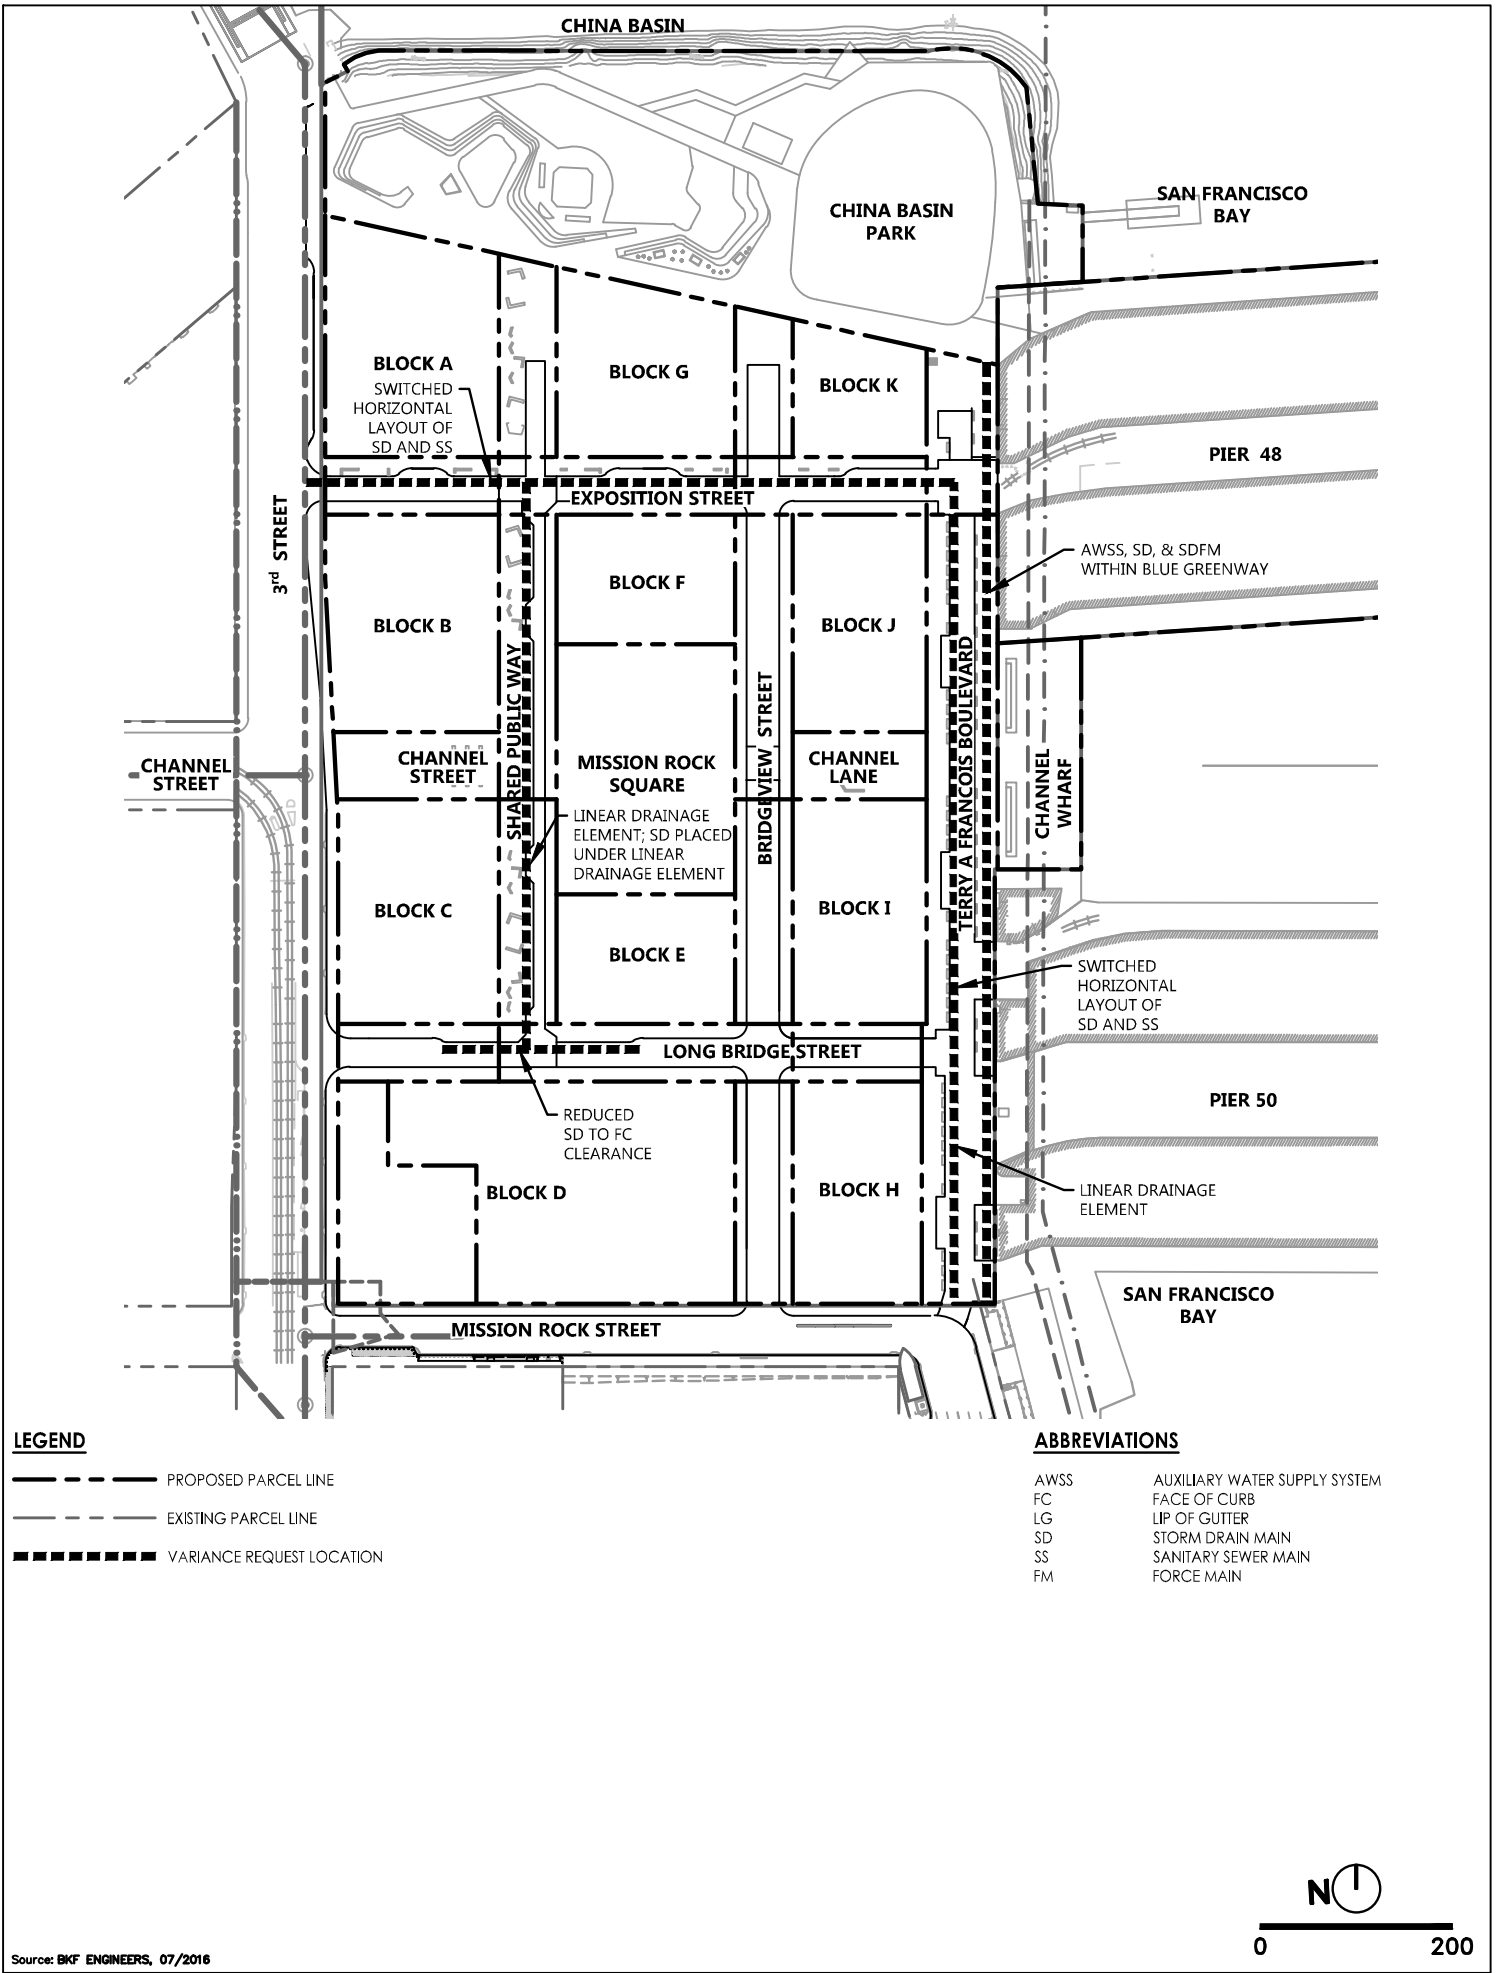 CHINA BASIN
SAN FRANCISCO
BAY
CHINA BASIN
PARK
BLOCK A
SWITCHED
HORIZONTAL
LAYOUT OF
SD AND SS
BLOCK G
BLOCK K
PIER 48
EXPOSITION STREET
3rd STREET
AWSS, SD, & SDFM
WITHIN BLUE GREENWAY
BLOCK B
BLOCK F
BLOCK J
SHARED PUBLIC WAY
BRIDGEVIEW STREET
TERRY A FRANCOIS BOULEVARD
CHANNEL
STREET
CHANNEL
STREET
MISSION ROCK
SQUARE
CHANNEL
LANE
CHANNEL
WHARF
LINEAR DRAINAGE
ELEMENT; SD PLACED
UNDER LINEAR
DRAINAGE ELEMENT
BLOCK C
BLOCK E
BLOCK I
SWITCHED
HORIZONTAL
LAYOUT OF
SD AND SS
LONG BRIDGE STREET
REDUCED
SD TO FC
CLEARANCE
PIER 50
BLOCK D
BLOCK H
LINEAR DRAINAGE
ELEMENT
SAN FRANCISCO
BAY
MISSION ROCK STREET
LEGEND
PROPOSED PARCEL LINE
EXISTING PARCEL LINE
VARIANCE REQUEST LOCATION
ABBREVIATIONS
AWSS AUXILIARY WATER SUPPLY SYSTEM
FC FACE OF CURB
LG LIP OF GUTTER
SD STORM DRAIN MAIN
SS SANITARY SEWER MAIN
FM FORCE MAIN
N
0 200
Source: BKF ENGINEERS, 07/2016